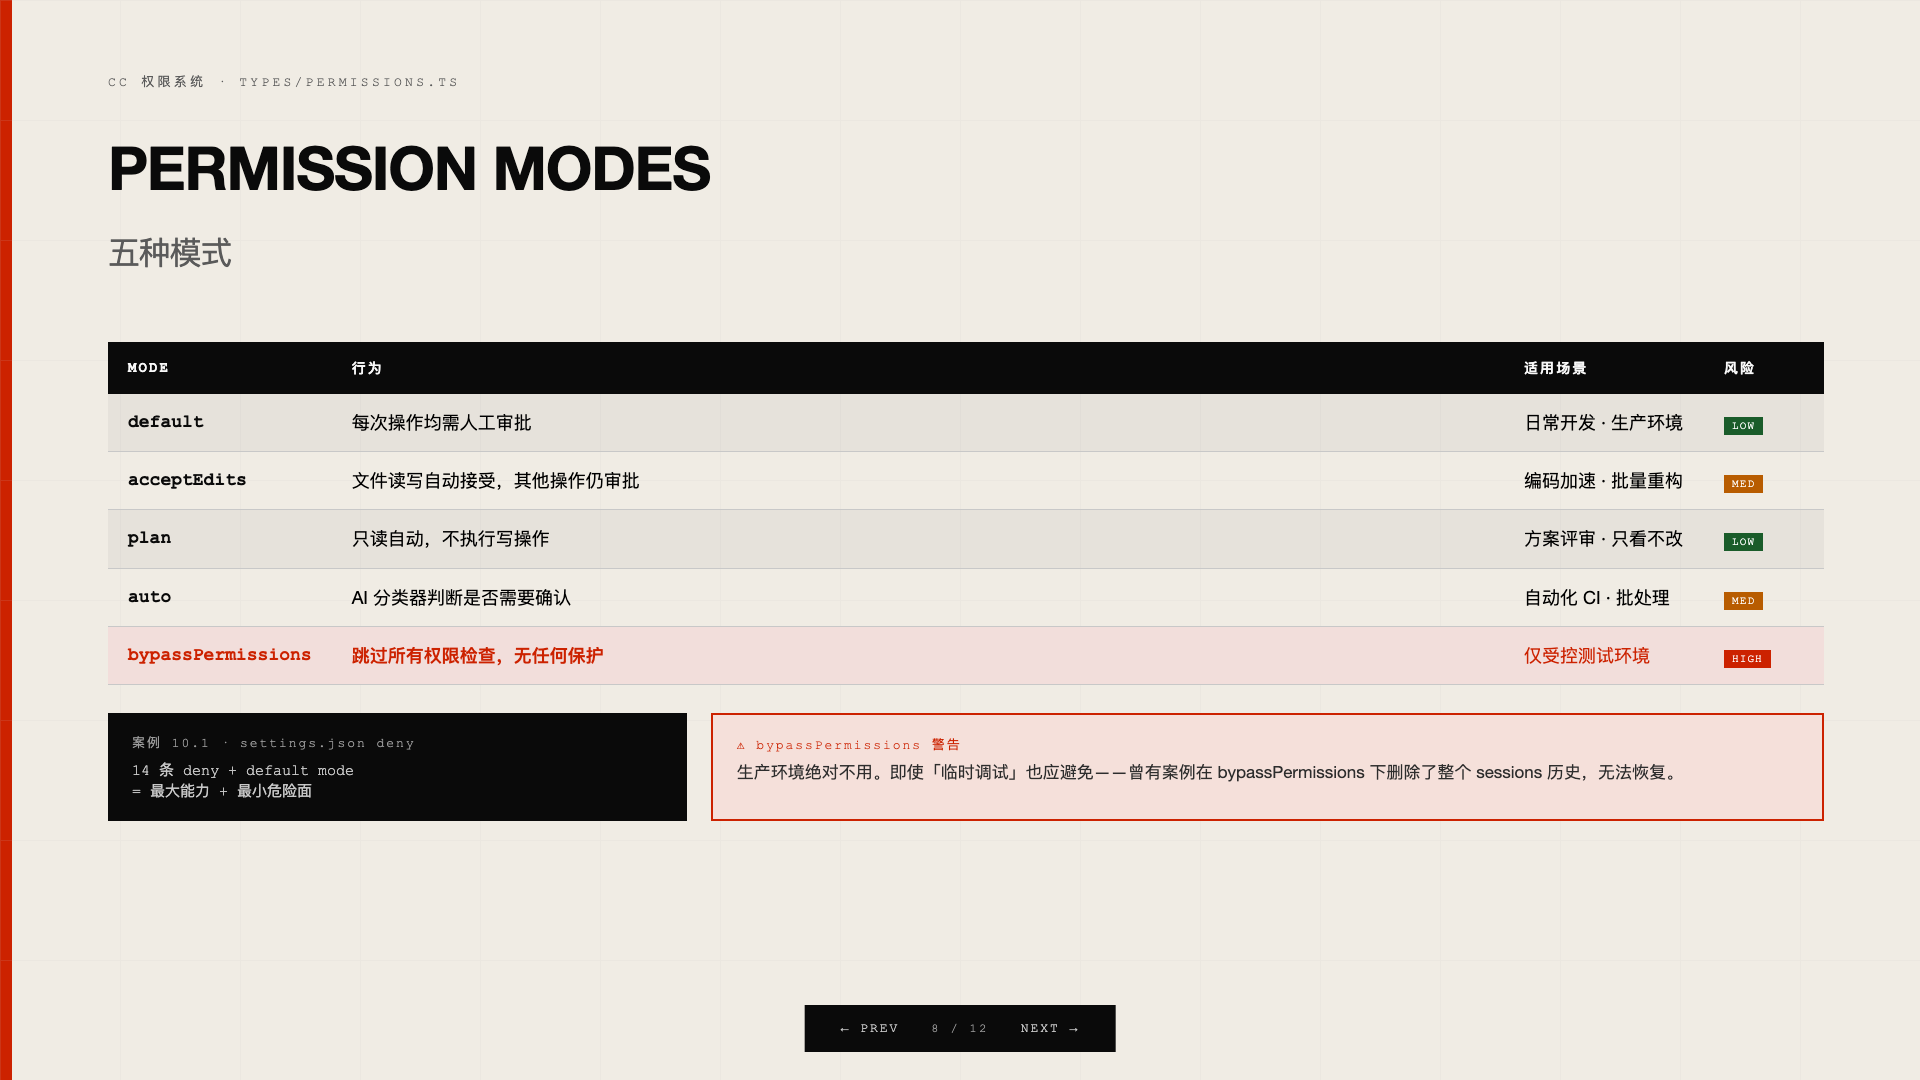 CC 权限系统 · TYPES/PERMISSIONS.TS
PERMISSION MODES
五种模式
MODE 行为 适用场景 风险
default 每次操作均需人工审批 日常开发 · 生产环境 LOW
acceptEdits 文件读写自动接受，其他操作仍审批 编码加速 · 批量重构 MED
plan 只读自动，不执行写操作 方案评审 · 只看不改 LOW
auto AI 分类器判断是否需要确认 自动化 CI · 批处理 MED
bypassPermissions 跳过所有权限检查，无任何保护 仅受控测试环境 HIGH
案例 10.1 · settings.json deny
14 条 deny + default mode
= 最大能力 + 最小危险面
⚠ bypassPermissions 警告
生产环境绝对不用。即使「临时调试」也应避免——曾有案例在 bypassPermissions 下删除了整个 sessions 历史，无法恢复。
← PREV 8 / 12 NEXT →